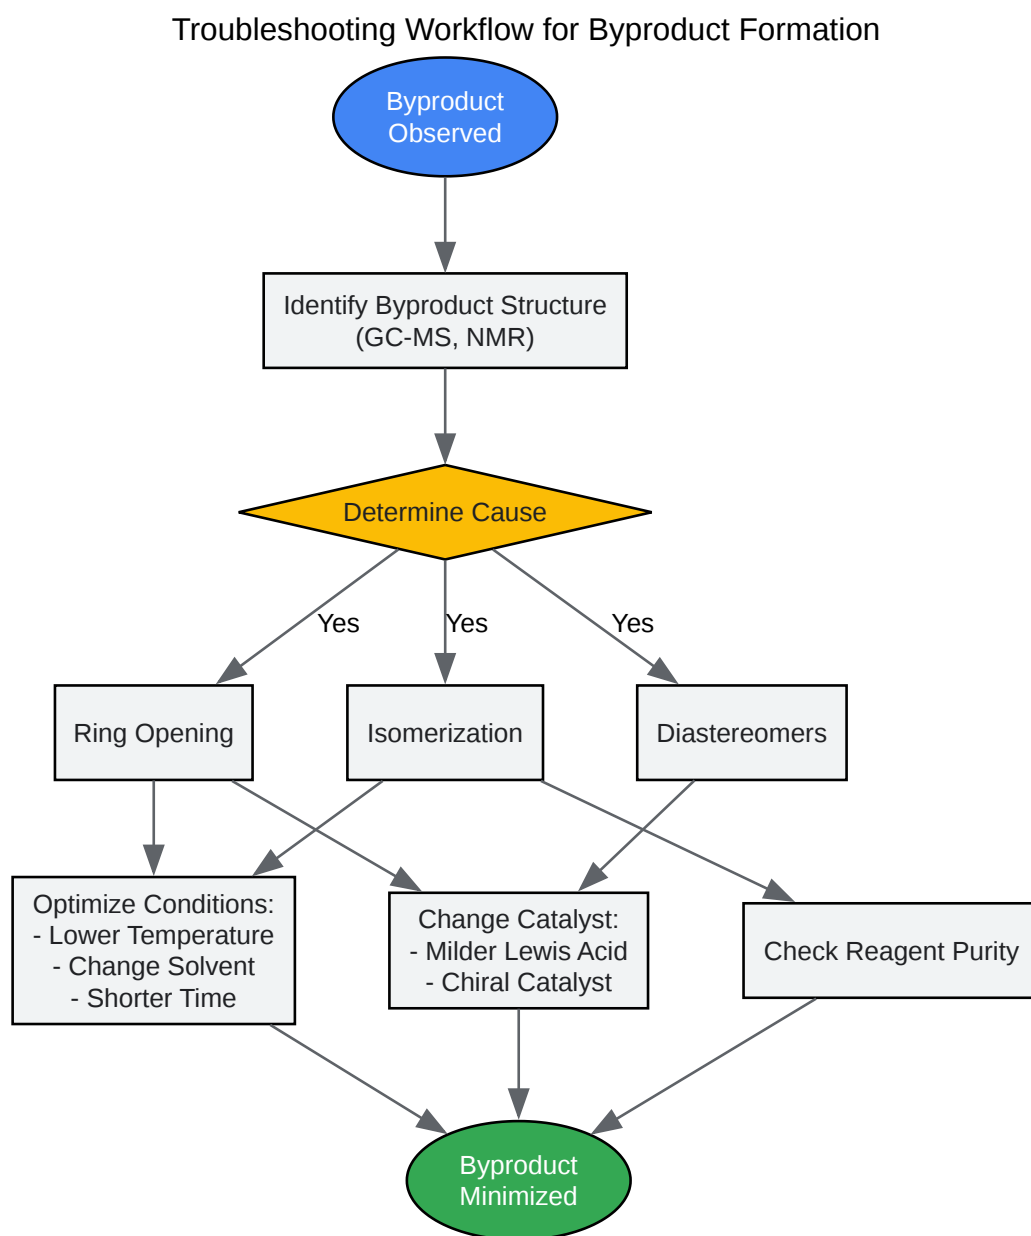 Troubleshooting Workflow for Byproduct Formation
Byproduct
Observed
Identify Byproduct Structure
(GC-MS, NMR)
Determine Cause
Yes
Yes
Yes
Ring Opening
Isomerization
Diastereomers
Optimize Conditions:
- Lower Temperature
- Change Solvent
- Shorter Time
Change Catalyst:
- Milder Lewis Acid
- Chiral Catalyst
Check Reagent Purity
Byproduct
Minimized